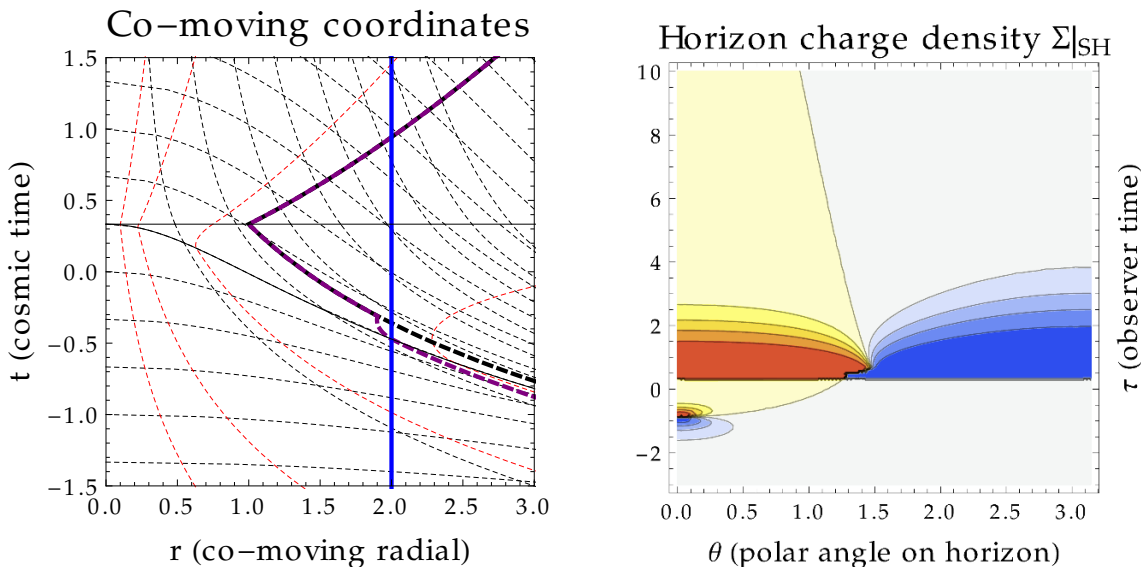 Co−moving coordinates
t (cosmic time)
1.5
1.0
0.5
0.0
−0.5
−1.0
−1.5
0.0 0.5 1.0 1.5 2.0 2.5 3.0
r (co−moving radial)
Horizon charge density Σ|SH
10
8
6
4
2
0
−2
0.0 0.5 1.0 1.5 2.0 2.5 3.0
θ (polar angle on horizon)
τ (observer time)